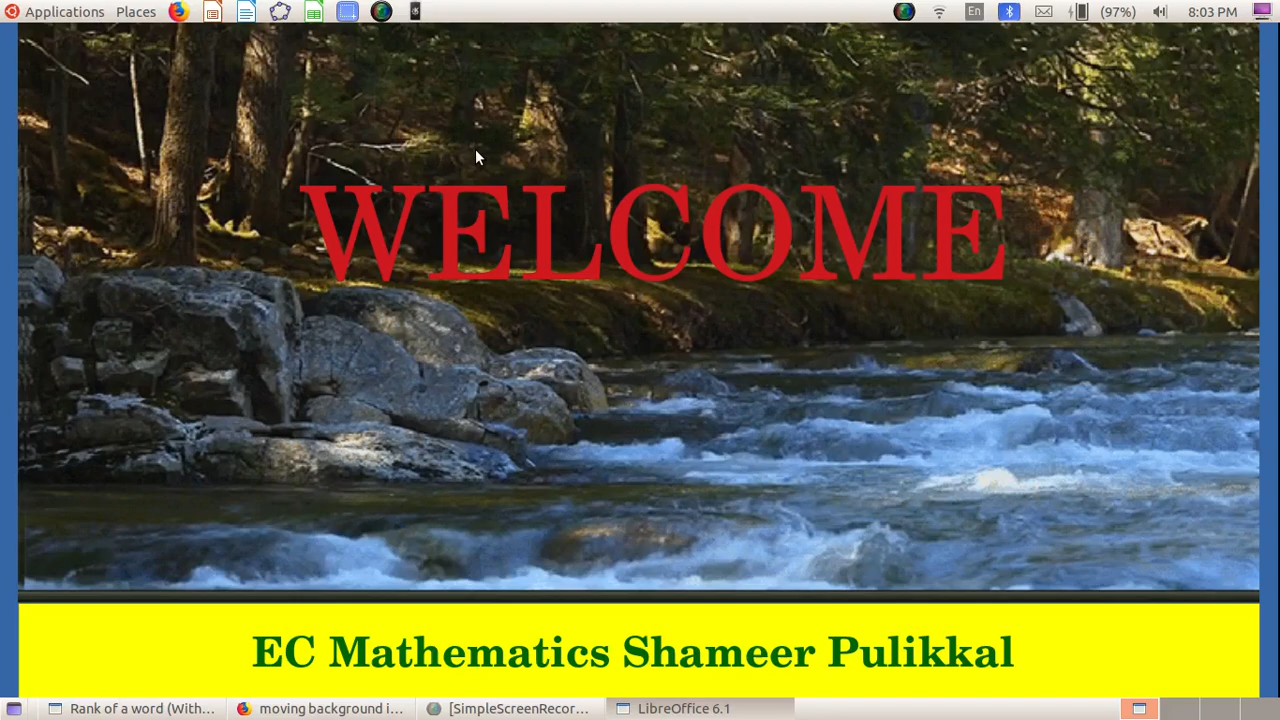 Applications Places En (97%) 8:03 PM
WELCOME
EC Mathematics Shameer Pulikkal
Rank of a word (With... moving background i... [SimpleScreenRecor... LibreOffice 6.1